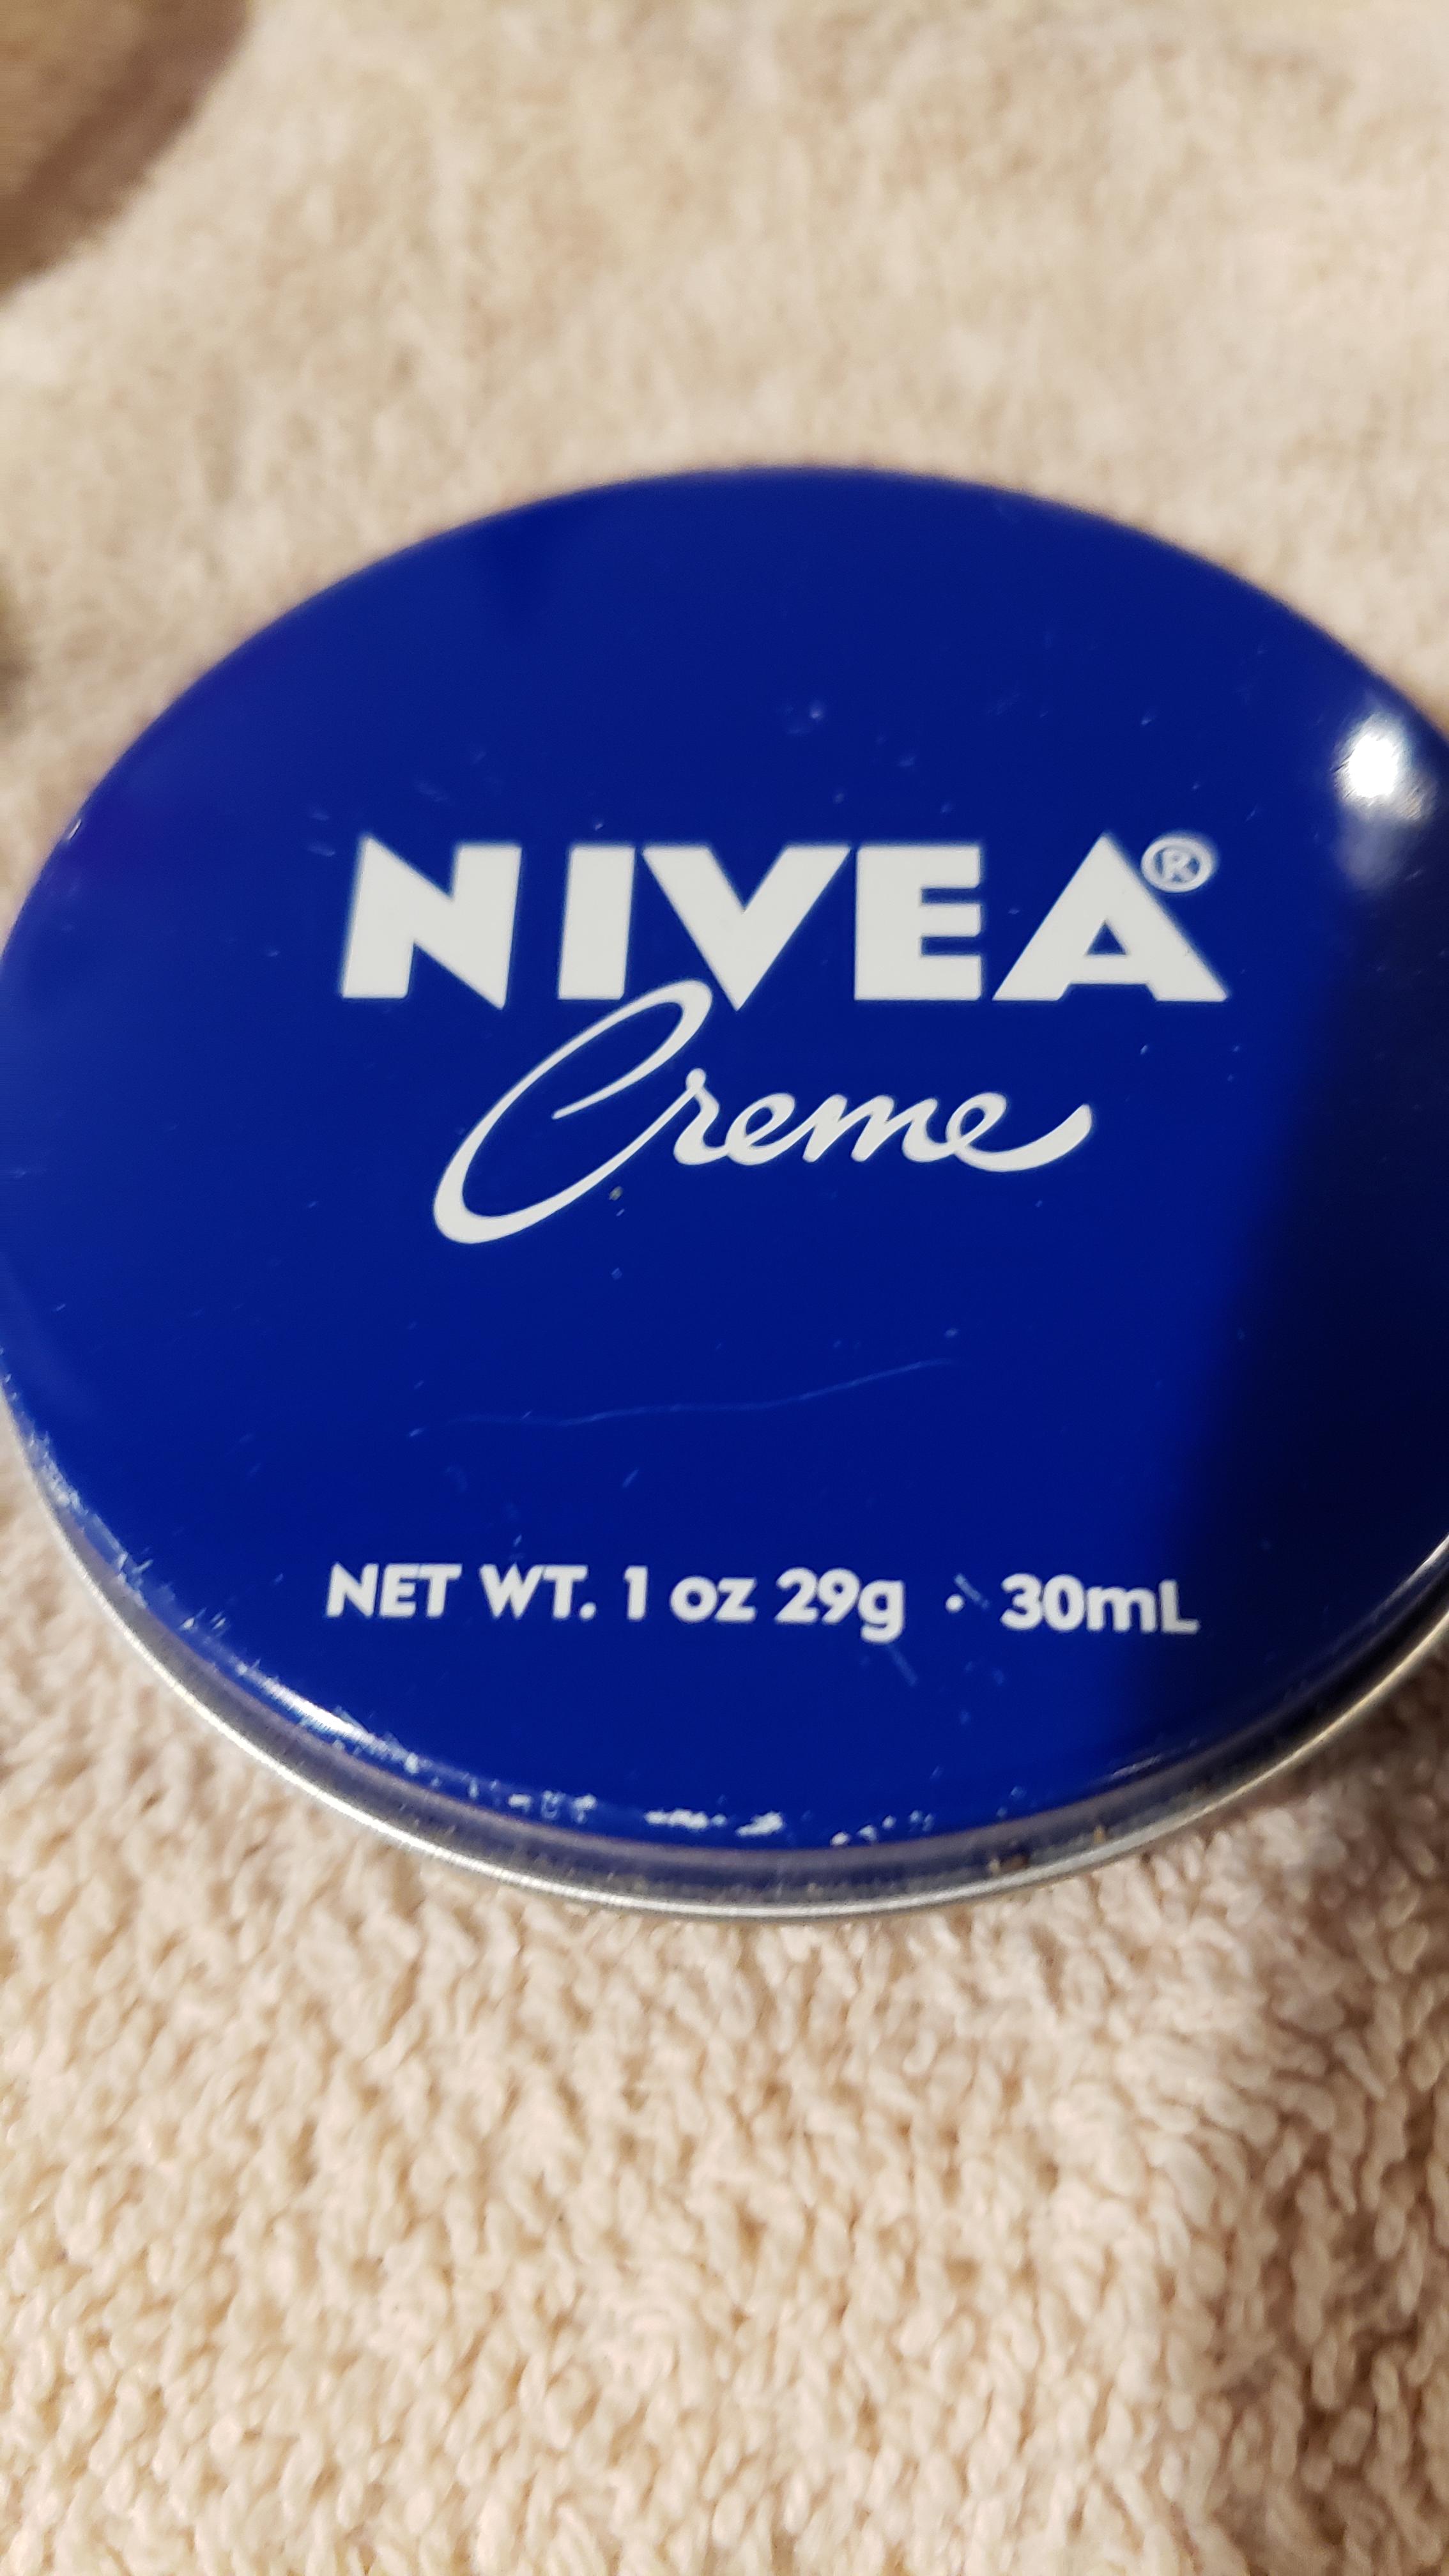 NIVEA®
Creme
NET WT. 1 oz 29g · 30mL